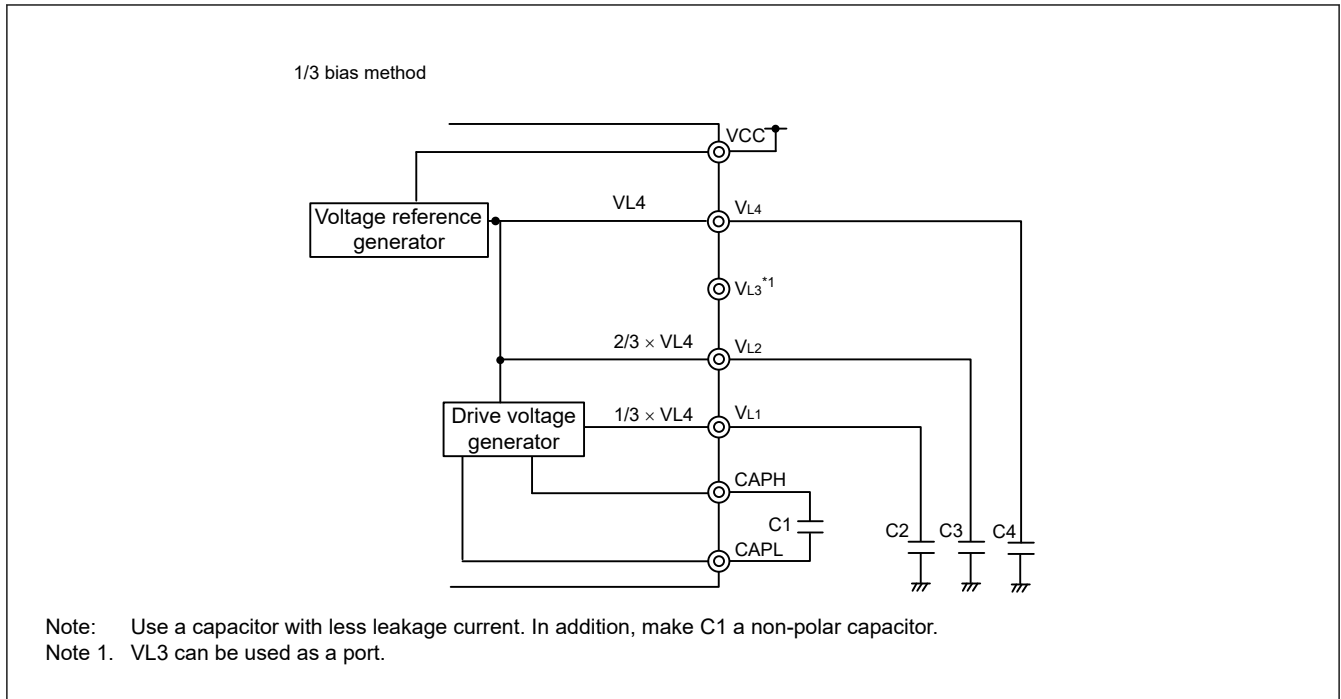 1/3 bias method
VCC
Voltage reference
generator
VL4
VL4
VL3*1
2/3 × VL4
VL2
Drive voltage
generator
1/3 × VL4
VL1
CAPH
C1
C2
C3
C4
CAPL
Note: Use a capacitor with less leakage current. In addition, make C1 a non-polar capacitor.
Note 1. VL3 can be used as a port.